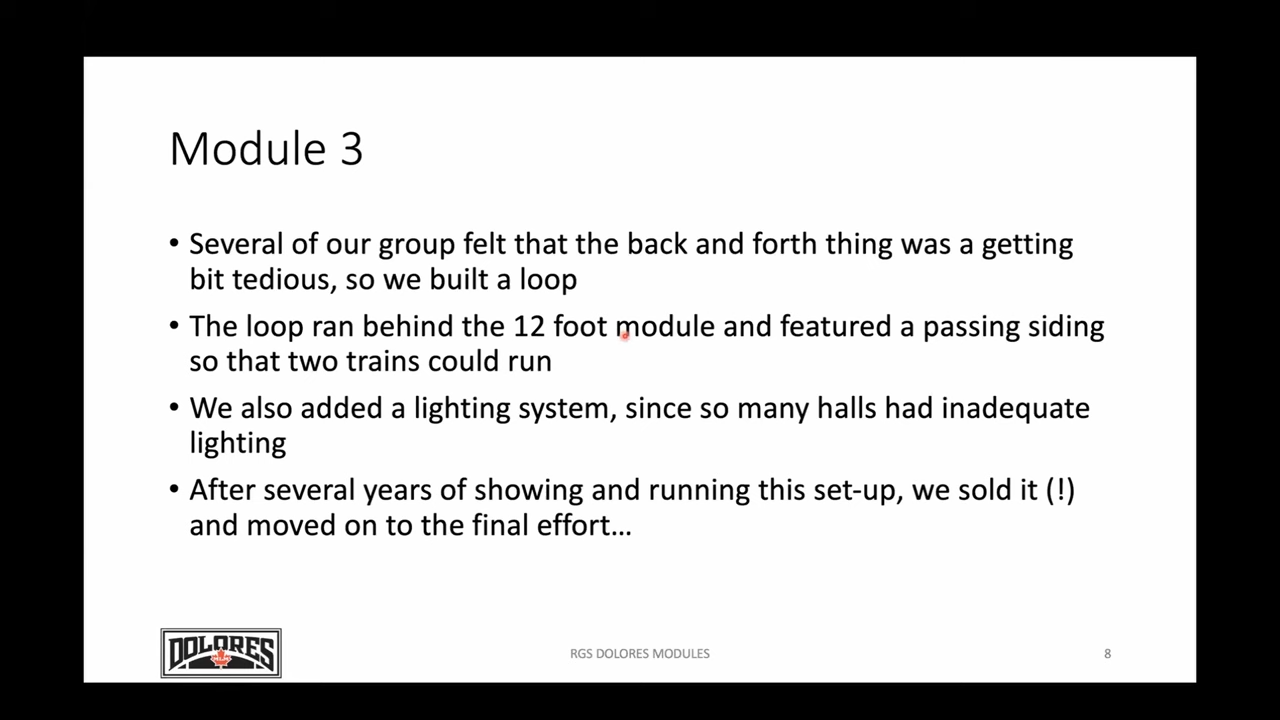 Module 3
• Several of our group felt that the back and forth thing was a getting
bit tedious, so we built a loop
• The loop ran behind the 12 foot module and featured a passing siding
so that two trains could run
• We also added a lighting system, since so many halls had inadequate
lighting
• After several years of showing and running this set-up, we sold it (!)
and moved on to the final effort…
DOLORES
RGS DOLORES MODULES
8